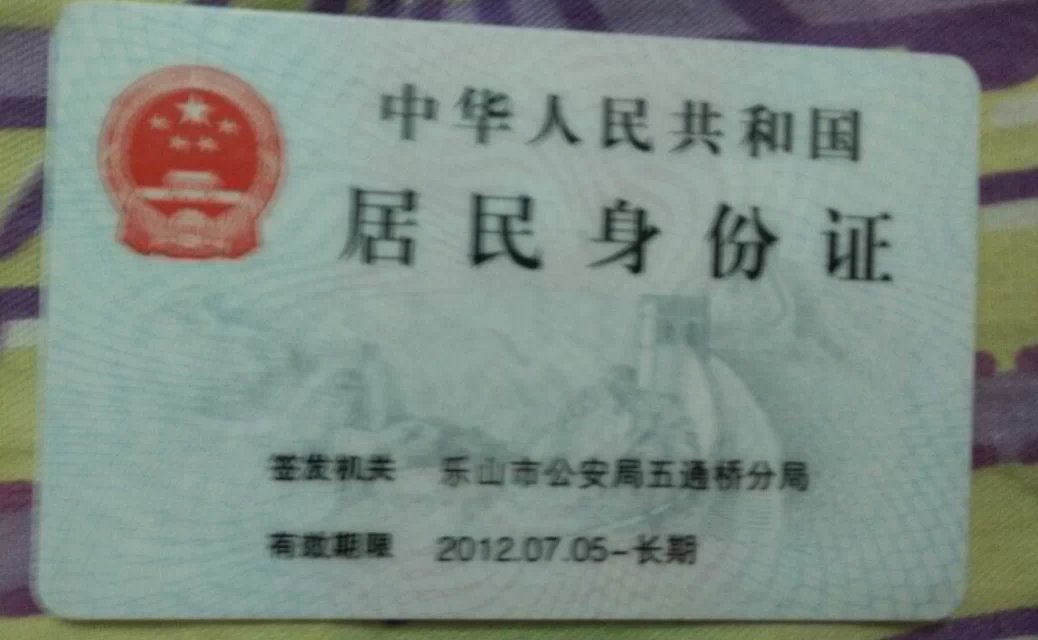 中华人民共和国
居民身份证
签发机关 乐山市公安局五通桥分局
有效期限 2012.07.05-长期